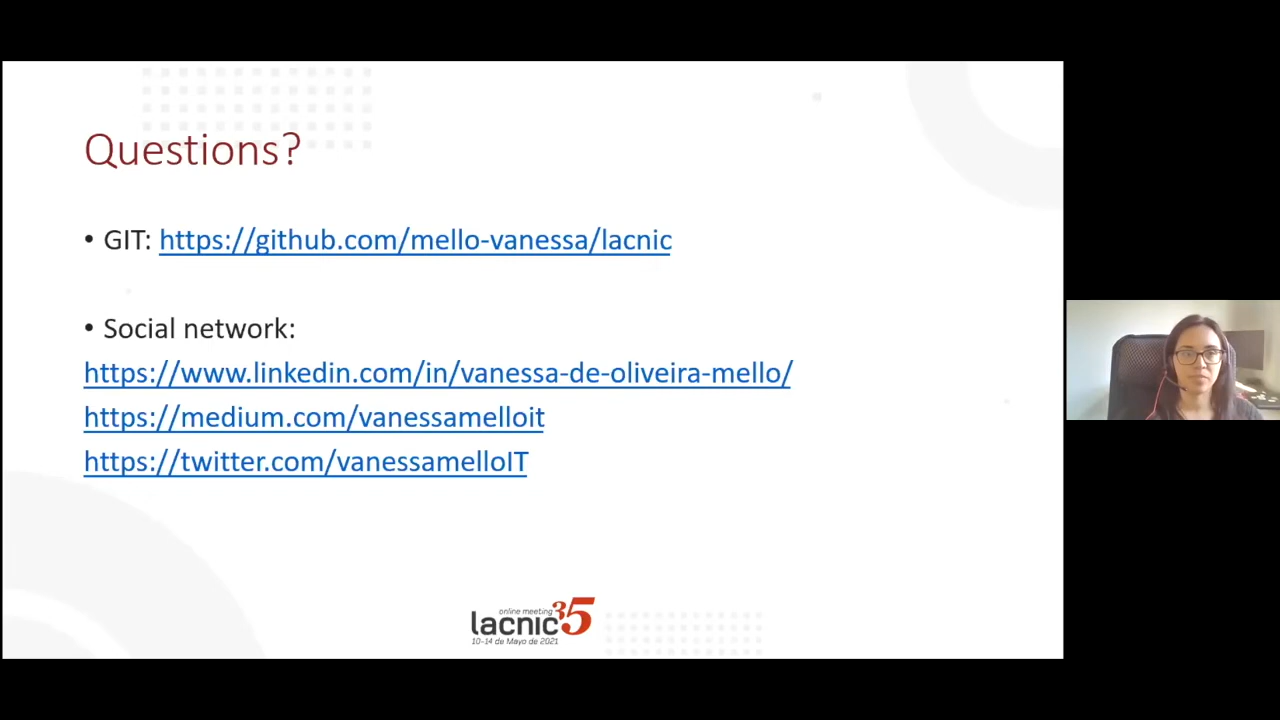 Questions?
• GIT: https://github.com/mello-vanessa/lacnic
• Social network:
https://www.linkedin.com/in/vanessa-de-oliveira-mello/
https://medium.com/vanessamelloit
https://twitter.com/vanessamelloIT
online meeting
lacnic35
10-14 de Mayo de 2021